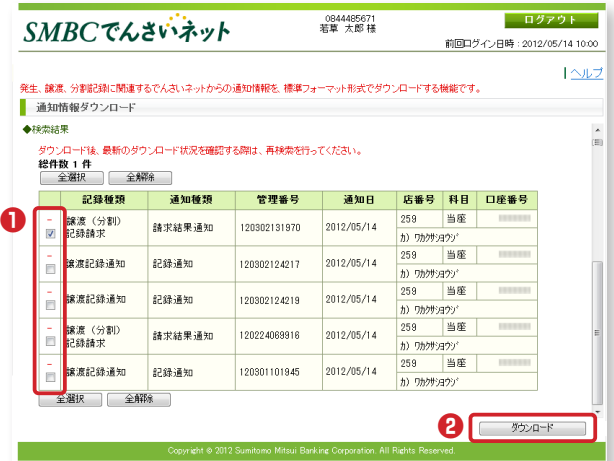 SMBCでんさいネット
0844485671
若草 太郎 様
ログアウト
前回ログイン日時 : 2012/05/14 10:00
ヘルプ
発生、譲渡、分割記録に関連するでんさいネットからの通知情報を、標準フォーマット形式でダウンロードする機能です。
通知情報ダウンロード
◆検索結果
ダウンロード後、最新のダウンロード状況を確認する際は、再検索を行ってください。
総件数 1 件
全選択 全解除
記録種類 通知種類 管理番号 通知日 店番号 科目 口座番号
1
- 譲渡（分割）記録請求 請求結果通知 120302131970 2012/05/14 259 当座
カ）ワカクサショウジ
- 譲渡記録通知 記録通知 120302124217 2012/05/14 259 当座
カ）ワカクサショウジ
- 譲渡記録通知 記録通知 120302124219 2012/05/14 259 当座
カ）ワカクサショウジ
- 譲渡（分割）記録請求 請求結果通知 120224069916 2012/05/14 259 当座
カ）ワカクサショウジ
- 譲渡記録通知 記録通知 120301101945 2012/05/14 259 当座
カ）ワカクサショウジ
全選択 全解除
2 ダウンロード
Copyright © 2012 Sumitomo Mitsui Banking Corporation. All Rights Reserved.